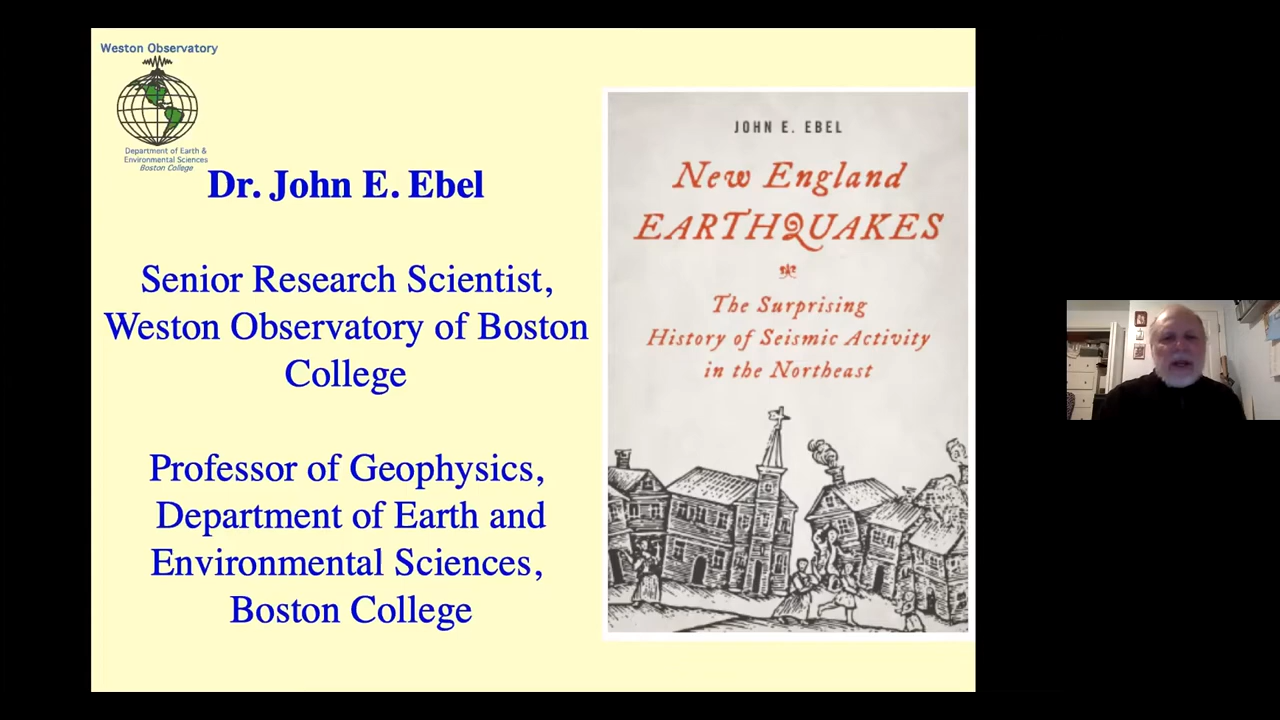 Weston Observatory
Department of Earth &
Environmental Sciences
Boston College
Dr. John E. Ebel
Senior Research Scientist,
Weston Observatory of Boston
College
Professor of Geophysics,
Department of Earth and
Environmental Sciences,
Boston College
JOHN E. EBEL
New England
EARTHQUAKES
The Surprising
History of Seismic Activity
in the Northeast